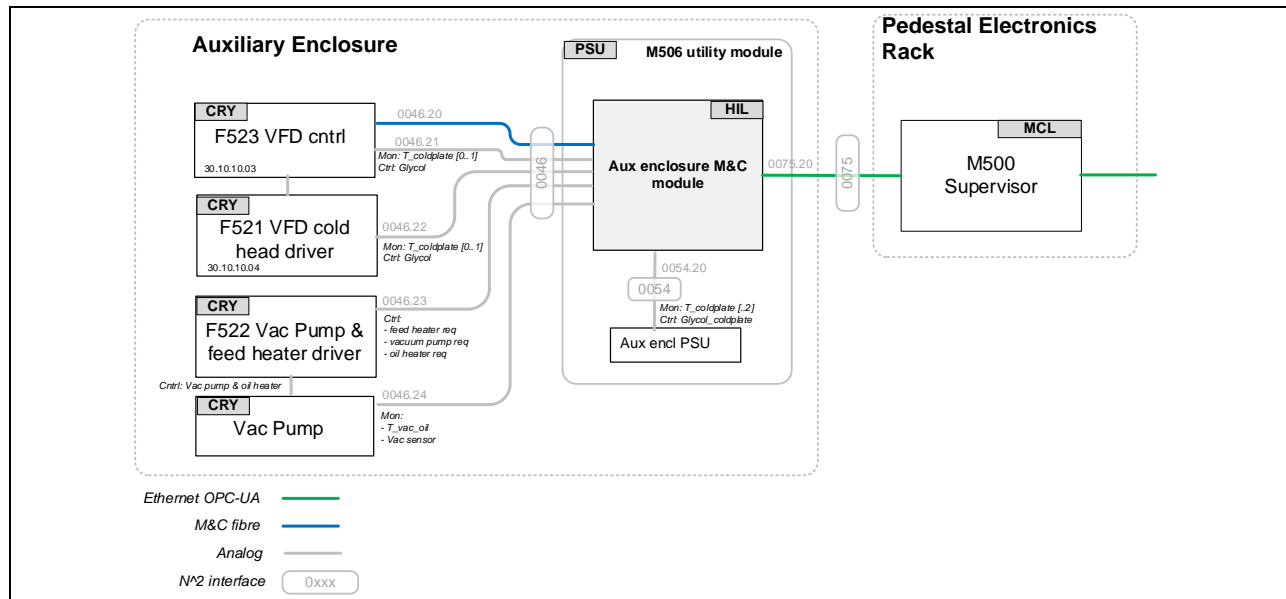 Auxiliary Enclosure
PSU
M506 utility module
Pedestal Electronics
Rack
CRY
F523 VFD cntrl
30.10.10.03
0046.20
0046.21
Mon: T_coldplate [0..1]
Ctrl: Glycol
0046
HIL
Aux enclosure M&C
module
0075.20
0075
MCL
M500
Supervisor
CRY
F521 VFD cold
head driver
30.10.10.04
0046.22
Mon: T_coldplate [0..1]
Ctrl: Glycol
0054.20
0054
Mon: T_coldplate [..2]
Ctrl: Glycol_coldplate
Aux encl PSU
CRY
F522 Vac Pump &
feed heater driver
0046.23
Ctrl:
- feed heater req
- vacuum pump req
- oil heater req
Cntrl: Vac pump & oil heater
CRY
Vac Pump
0046.24
Mon:
- T_vac_oil
- Vac sensor
Ethernet OPC-UA
M&C fibre
Analog
N^2 interface
0xxx